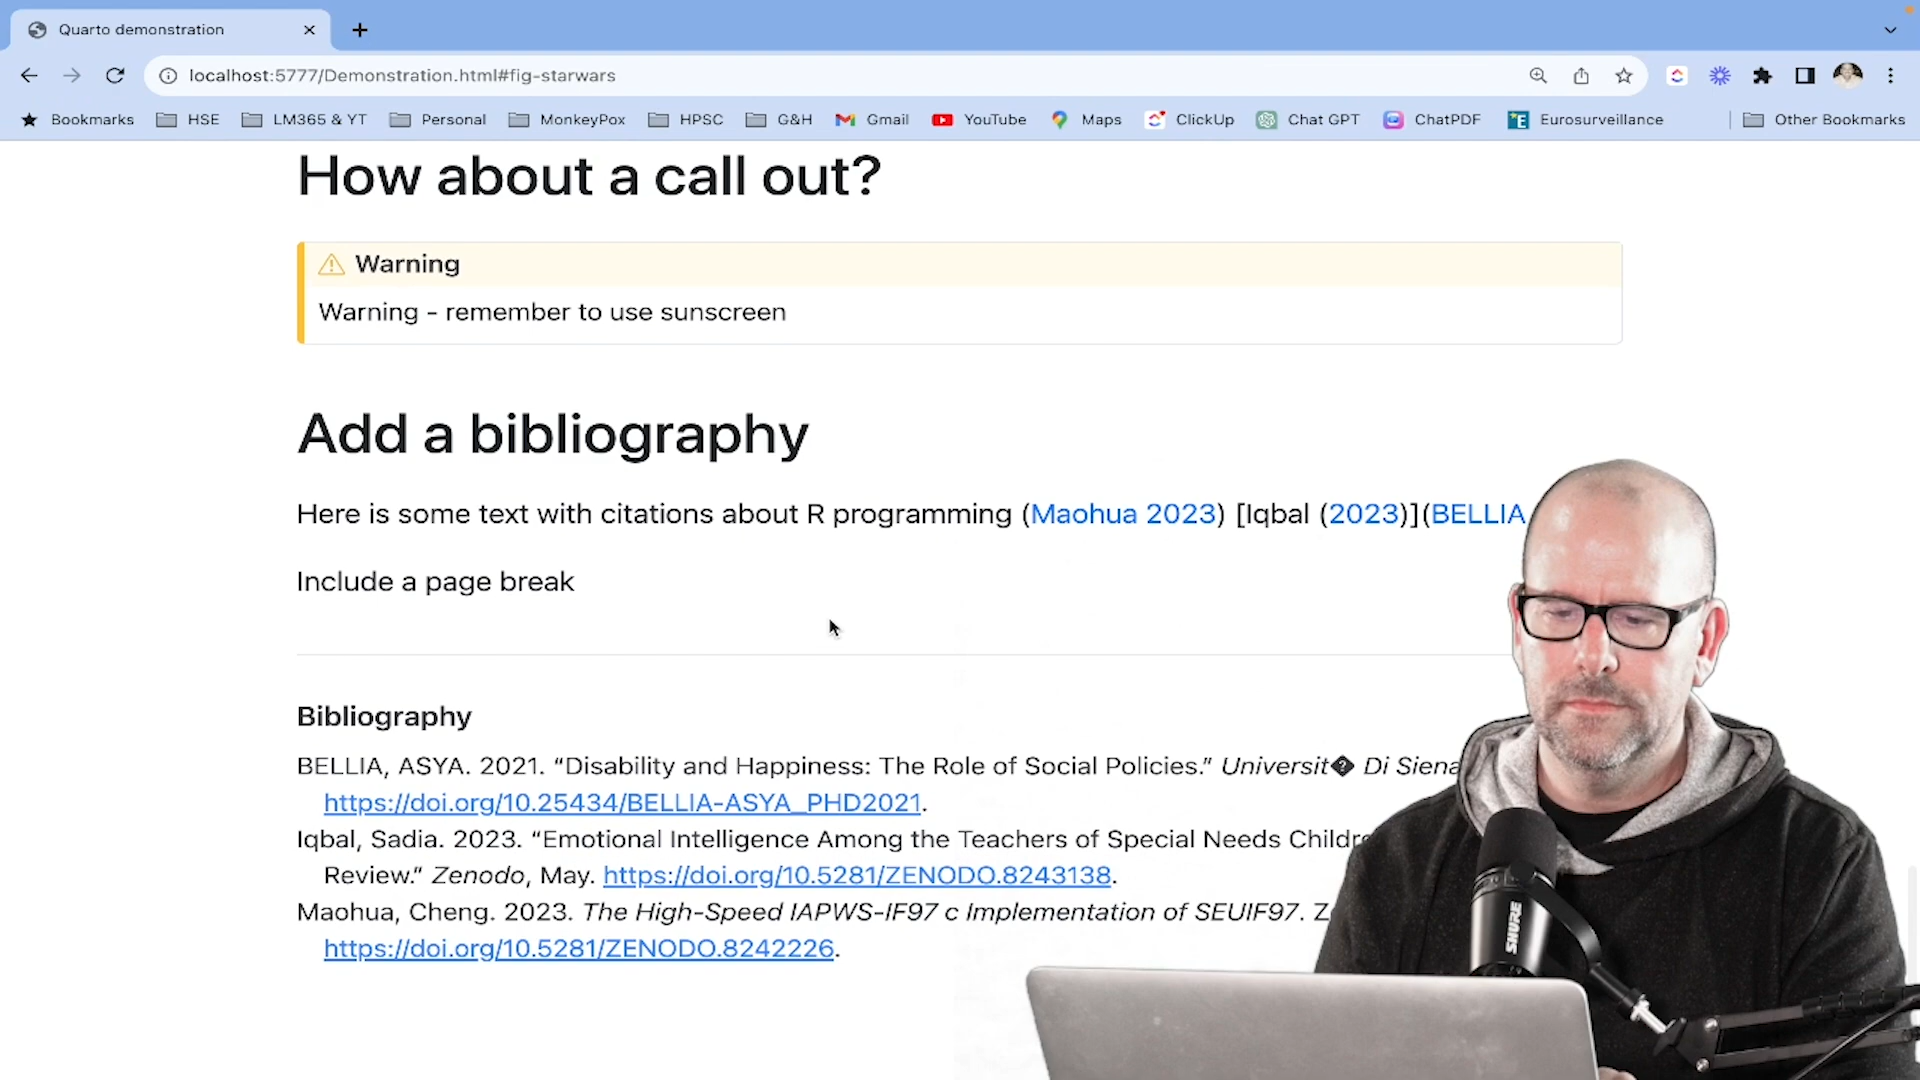 Quarto demonstration
localhost:5777/Demonstration.html#fig-starwars
Bookmarks HSE LM365 & YT Personal MonkeyPox HPSC G&H Gmail YouTube Maps ClickUp Chat GPT ChatPDF Eurosurveillance Other Bookmarks
How about a call out?
Warning
Warning - remember to use sunscreen
Add a bibliography
Here is some text with citations about R programming (Maohua 2023) [Iqbal (2023)](BELLIA
Include a page break
Bibliography
BELLIA, ASYA. 2021. “Disability and Happiness: The Role of Social Policies.” Universit� Di Siena
https://doi.org/10.25434/BELLIA-ASYA_PHD2021.
Iqbal, Sadia. 2023. “Emotional Intelligence Among the Teachers of Special Needs
Review.” Zenodo, May. https://doi.org/10.5281/ZENODO.8243138.
Maohua, Cheng. 2023. The High-Speed IAPWS-IF97 c Implementation of SEUIF97.
https://doi.org/10.5281/ZENODO.8242226.
SHURE